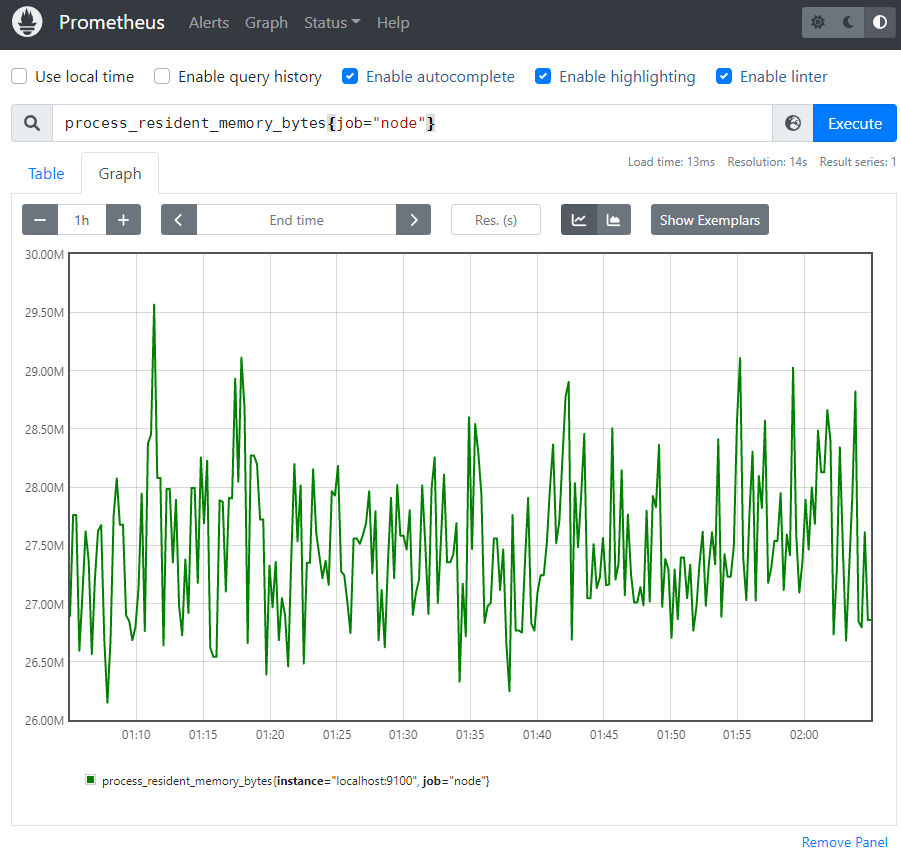 Prometheus Alerts Graph Status Help
Use local time Enable query history Enable autocomplete Enable highlighting Enable linter
process_resident_memory_bytes{job="node"} Execute
Load time: 13ms Resolution: 14s Result series: 1
Table Graph
− 1h + End time Res. (s) Show Exemplars
30.00M
29.50M
29.00M
28.50M
28.00M
27.50M
27.00M
26.50M
26.00M
01:10 01:15 01:20 01:25 01:30 01:35 01:40 01:45 01:50 01:55 02:00
process_resident_memory_bytes{instance="localhost:9100", job="node"}
Remove Panel